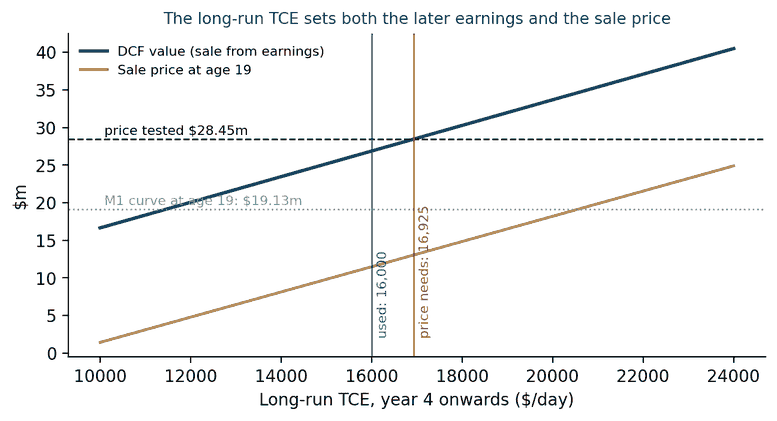 The long-run TCE sets both the later earnings and the sale price
DCF value (sale from earnings)
Sale price at age 19
price tested $28.45m
M1 curve at age 19: $19.13m
used: 16,000
price needs: 16,925
$m
40
35
30
25
20
15
10
5
0
10000 12000 14000 16000 18000 20000 22000 24000
Long-run TCE, year 4 onwards ($/day)